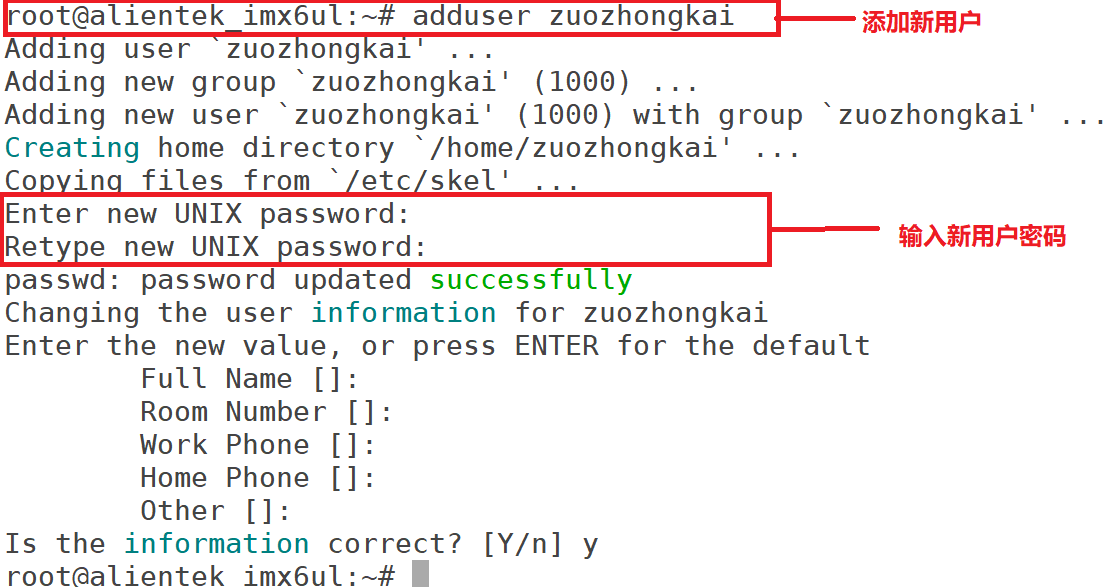 root@alientek_imx6ul:~# adduser zuozhongkai
添加新用户
Adding user `zuozhongkai' ...
Adding new group `zuozhongkai' (1000) ...
Adding new user `zuozhongkai' (1000) with group `zuozhongkai' ...
Creating home directory `/home/zuozhongkai' ...
Copying files from `/etc/skel' ...
Enter new UNIX password:
输入新用户密码
Retype new UNIX password:
passwd: password updated successfully
Changing the user information for zuozhongkai
Enter the new value, or press ENTER for the default
Full Name []:
Room Number []:
Work Phone []:
Home Phone []:
Other []:
Is the information correct? [Y/n] y
root@alientek_imx6ul:~#